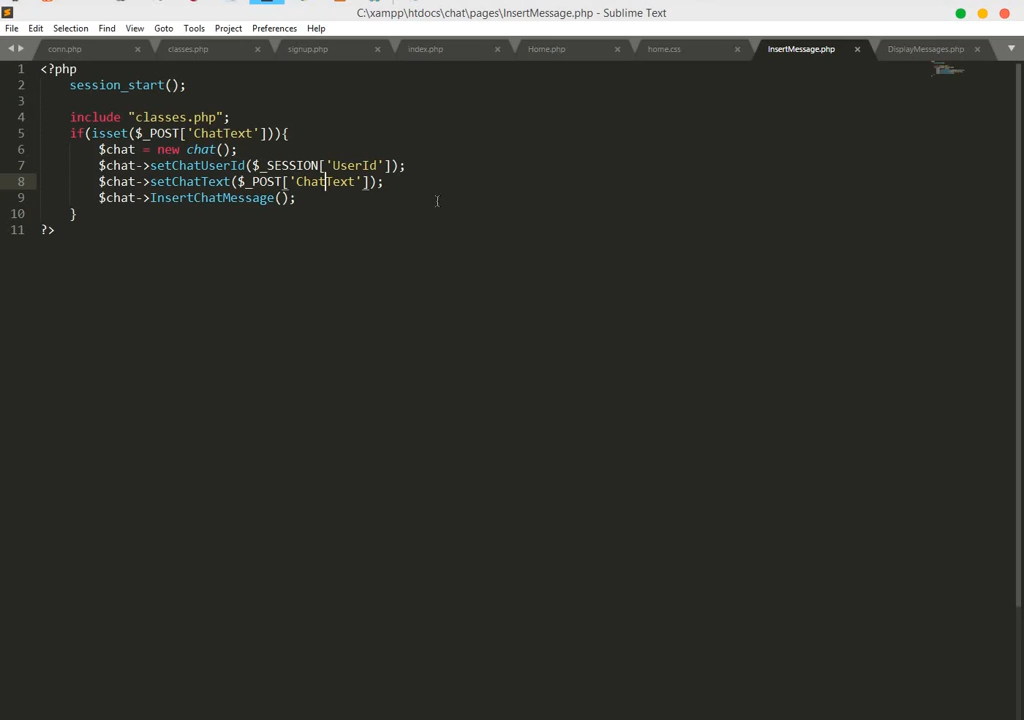 C:\xampp\htdocs\chat\pages\InsertMessage.php - Sublime Text
File Edit Selection Find View Goto Tools Project Preferences Help
conn.php classes.php signup.php index.php Home.php home.css InsertMessage.php DisplayMessages.php
1 <?php
2 session_start();
3
4 include "classes.php";
5 if(isset($_POST['ChatText'])){
6 $chat = new chat();
7 $chat->setChatUserId($_SESSION['UserId']);
8 $chat->setChatText($_POST['ChatText']);
9 $chat->InsertChatMessage();
10 }
11 ?>